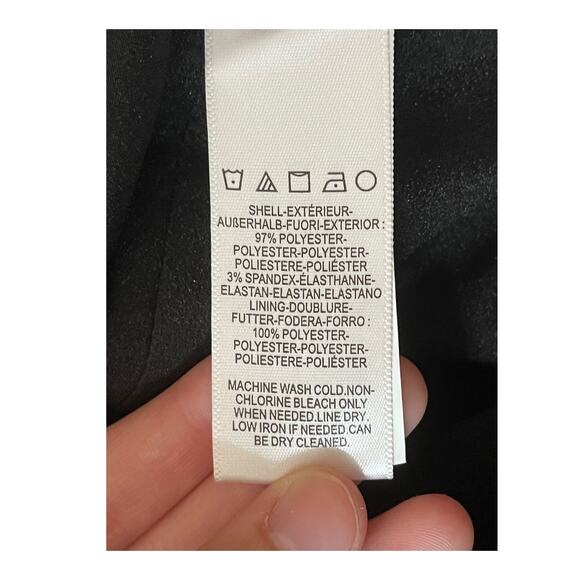 SHELL-EXTÉRIEUR-
AUßERHALB-FUORI-EXTERIOR :
97% POLYESTER-
POLYESTER-POLYESTER-
POLIESTERE-POLIÉSTER
3% SPANDEX-ÉLASTHANNE-
ELASTAN-ELASTAN-ELASTANO
LINING-DOUBLURE-
FUTTER-FODERA-FORRO :
100% POLYESTER-
POLYESTER-POLYESTER-
POLIESTERE-POLIÉSTER
MACHINE WASH COLD.NON-
CHLORINE BLEACH ONLY
WHEN NEEDED.LINE DRY.
LOW IRON IF NEEDED.CAN
BE DRY CLEANED.